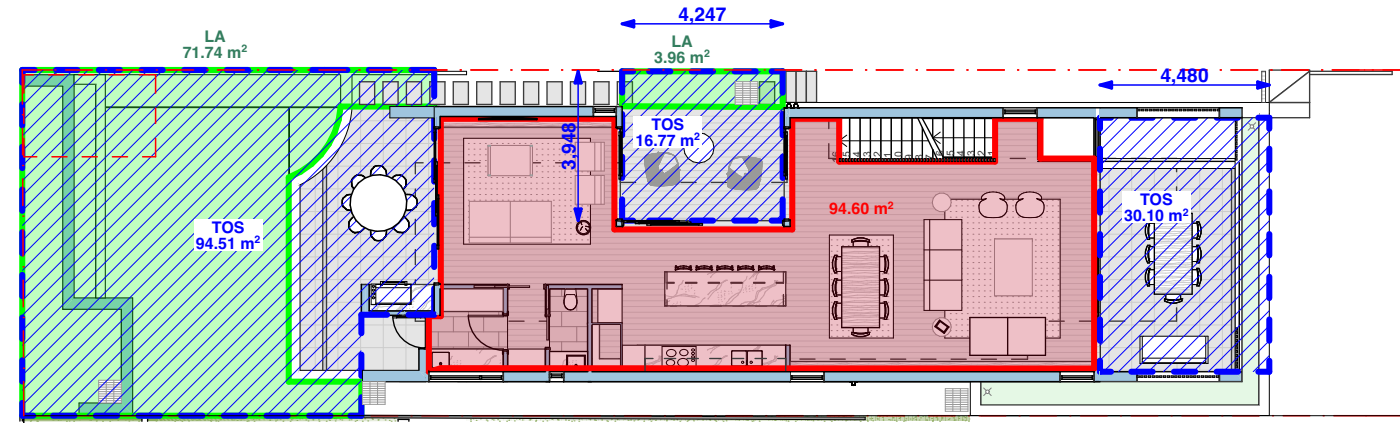 4,247
LA
71.74 m²
LA
3.96 m²
4,480
TOS
16.77 m²
3,948
94.60 m²
TOS
30.10 m²
TOS
94.51 m²